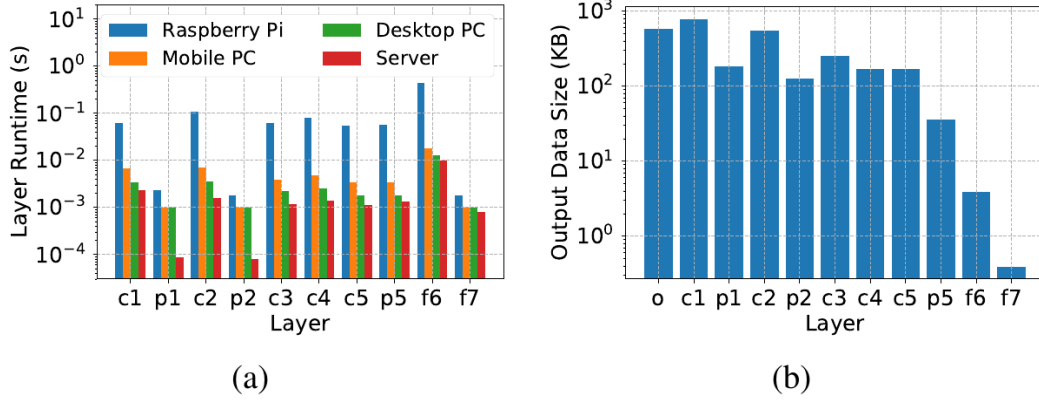 10¹
10⁰
10⁻¹
10⁻²
10⁻³
10⁻⁴
Layer Runtime (s)
Raspberry Pi
Mobile PC
Desktop PC
Server
c1 p1 c2 p2 c3 c4 c5 p5 f6 f7
Layer
(a)
10³
10²
10¹
10⁰
Output Data Size (KB)
o c1 p1 c2 p2 c3 c4 c5 p5 f6 f7
Layer
(b)